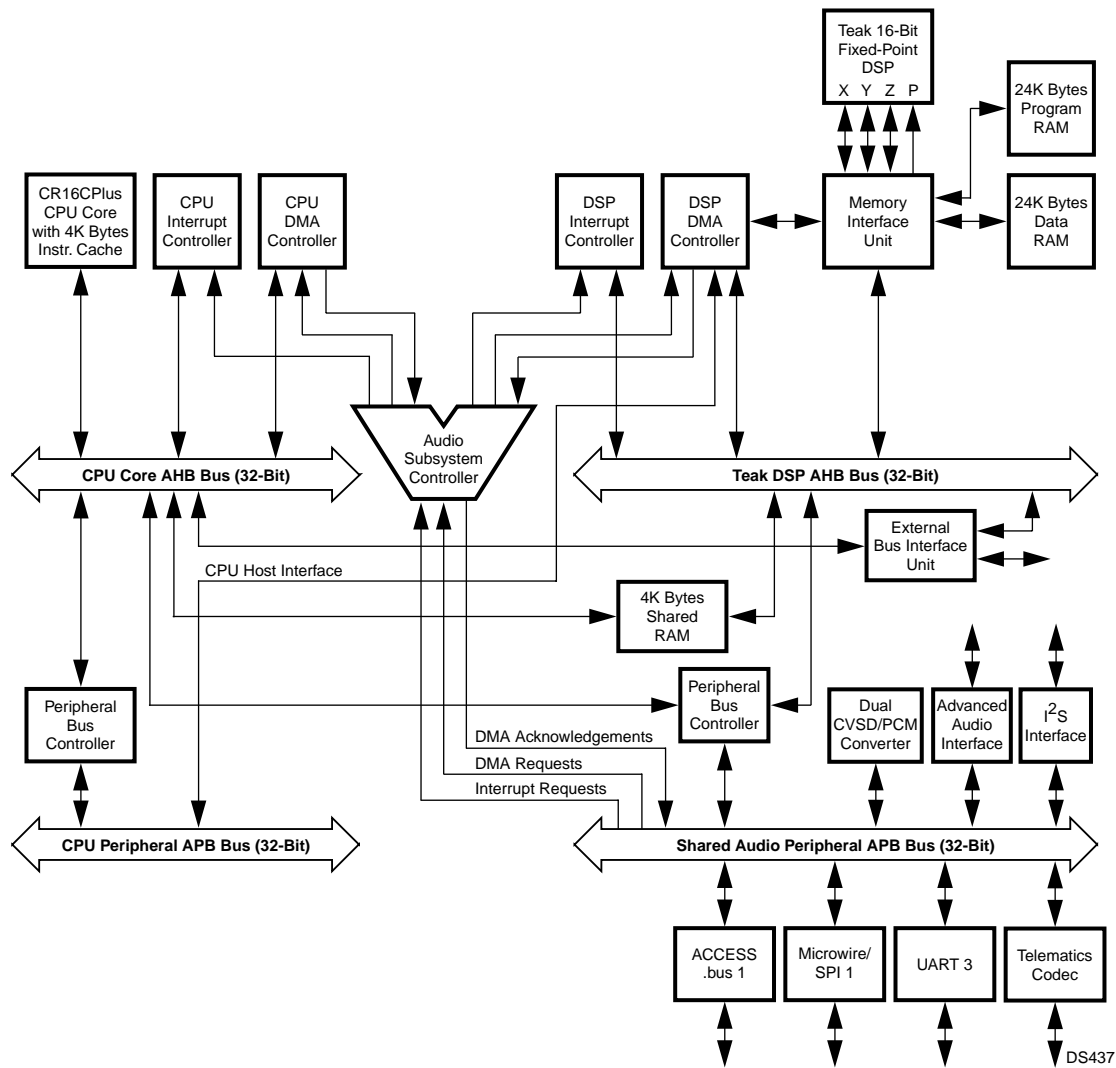 Teak 16-Bit
Fixed-Point
DSP
X Y Z P
24K Bytes
Program
RAM
CR16CPlus
CPU Core
with 4K Bytes
Instr. Cache
CPU
Interrupt
Controller
CPU
DMA
Controller
DSP
Interrupt
Controller
DSP
DMA
Controller
Memory
Interface
Unit
24K Bytes
Data
RAM
Audio
Subsystem
Controller
CPU Core AHB Bus (32-Bit)
Teak DSP AHB Bus (32-Bit)
External
Bus Interface
Unit
CPU Host Interface
4K Bytes
Shared
RAM
Peripheral
Bus
Controller
Peripheral
Bus
Controller
Dual
CVSD/PCM
Converter
Advanced
Audio
Interface
I2S
Interface
DMA Acknowledgements
DMA Requests
Interrupt Requests
CPU Peripheral APB Bus (32-Bit)
Shared Audio Peripheral APB Bus (32-Bit)
ACCESS
.bus 1
Microwire/
SPI 1
UART 3
Telematics
Codec
DS437